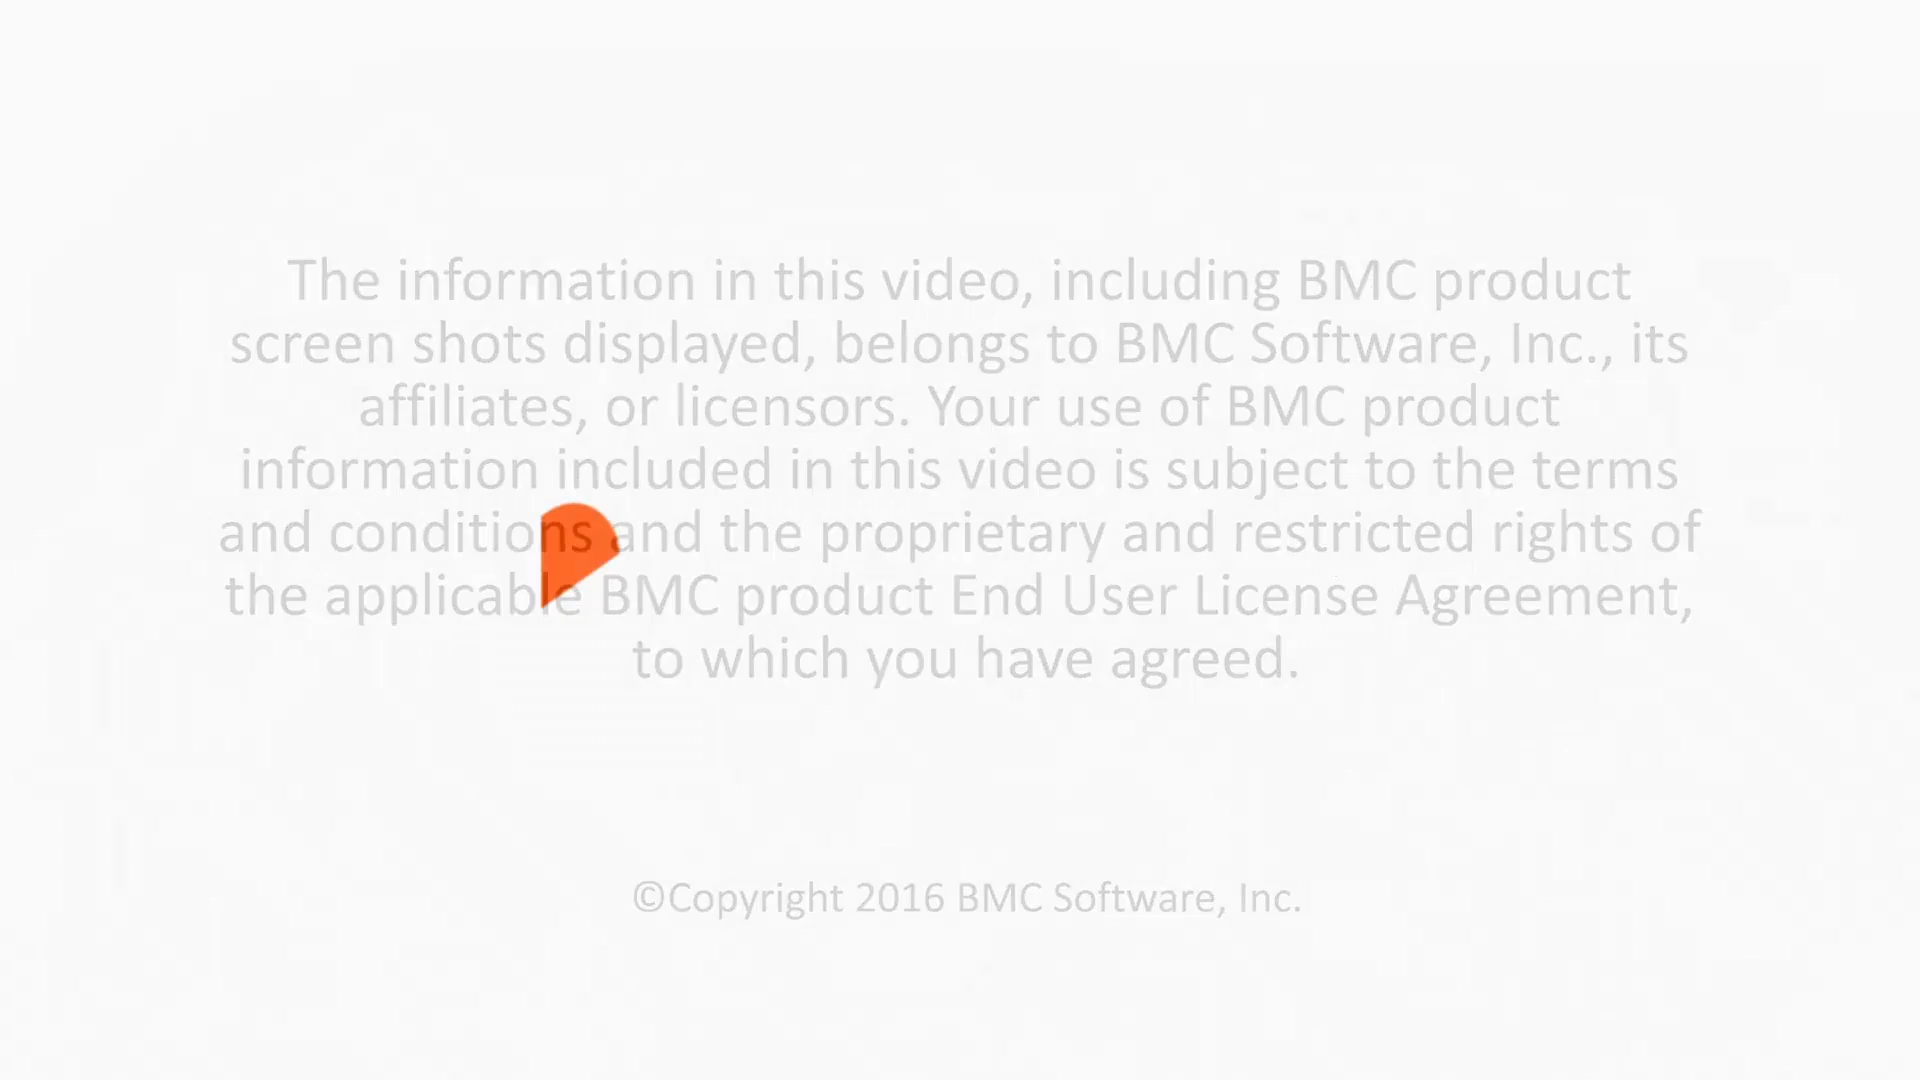 The information in this video, including BMC product
screen shots displayed, belongs to BMC Software, Inc., its
affiliates, or licensors. Your use of BMC product
information included in this video is subject to the terms
and conditions and the proprietary and restricted rights of
the applicable BMC product End User License Agreement,
to which you have agreed.
©Copyright 2016 BMC Software, Inc.